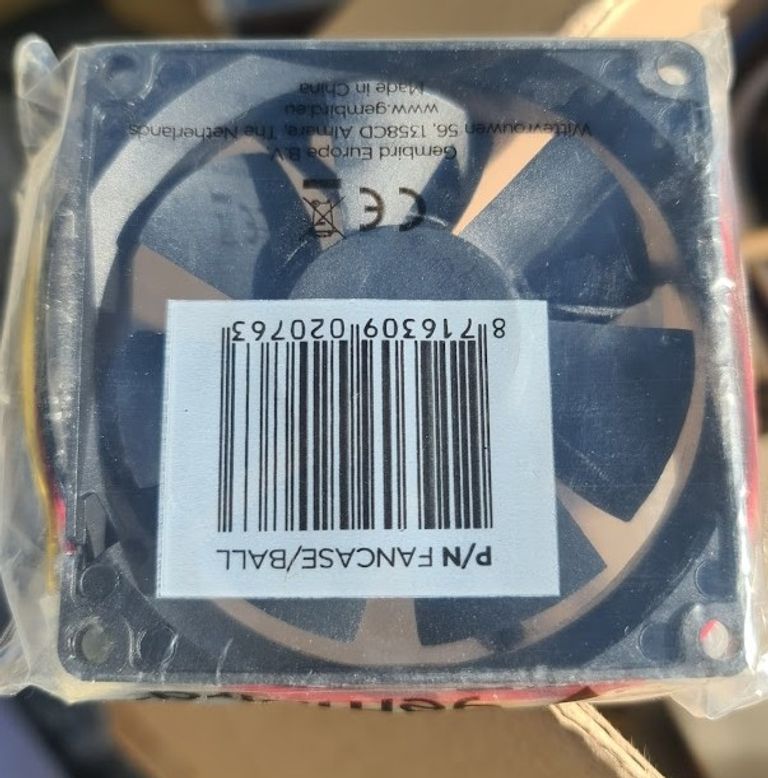 P/N FANCASE/BALL
8 716309 020763
CE
Gembird Europe B.V.
Wittevrouwen 56, 1358CD Almere, The Netherlands
www.gembird.eu
Made in China